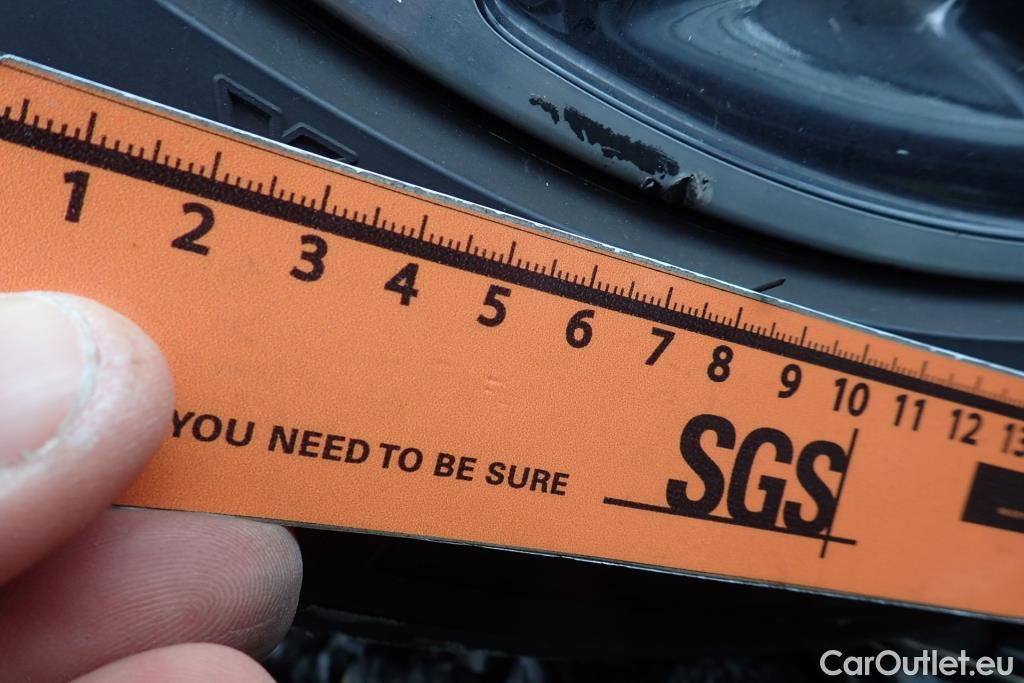 1 2 3 4 5 6 7 8 9 10 11 12 13
YOU NEED TO BE SURE
SGS
CarOutlet.eu